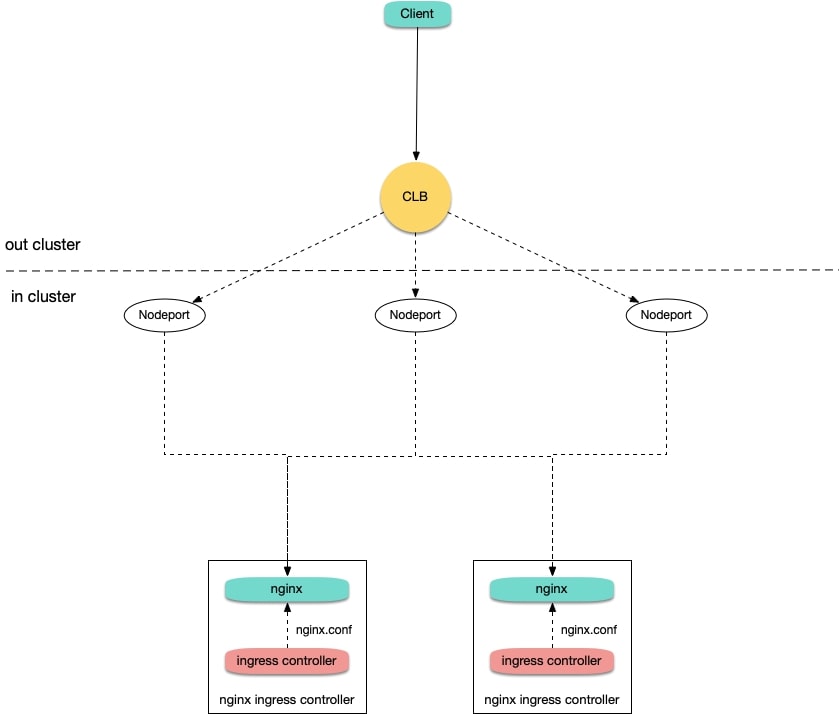 Client
CLB
out cluster
in cluster
Nodeport
Nodeport
Nodeport
nginx
nginx
nginx.conf
nginx.conf
ingress controller
ingress controller
nginx ingress controller
nginx ingress controller